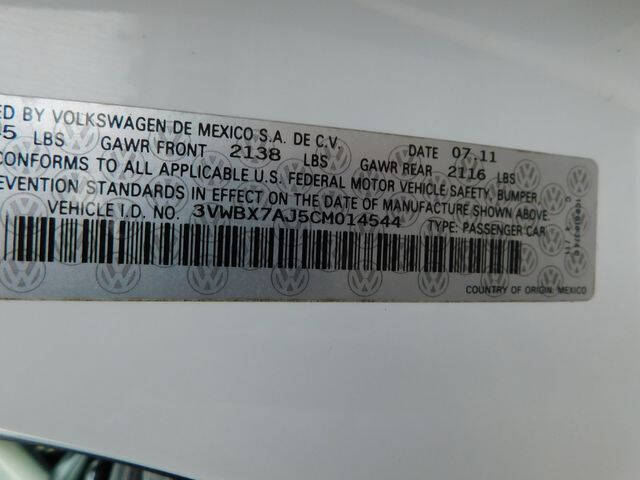 ED BY VOLKSWAGEN DE MEXICO S.A. DE C.V. DATE 07-11
5 LBS GAWR FRONT 2138 LBS GAWR REAR 2116 LBS
CONFORMS TO ALL APPLICABLE U.S. FEDERAL MOTOR VEHICLE SAFETY, BUMPER
EVENTION STANDARDS IN EFFECT ON THE DATE OF MANUFACTURE SHOWN ABOVE
VEHICLE I.D. NO. 3VWBX7AJ5CM014544 TYPE: PASSENGER CAR
COUNTRY OF ORIGIN: MEXICO